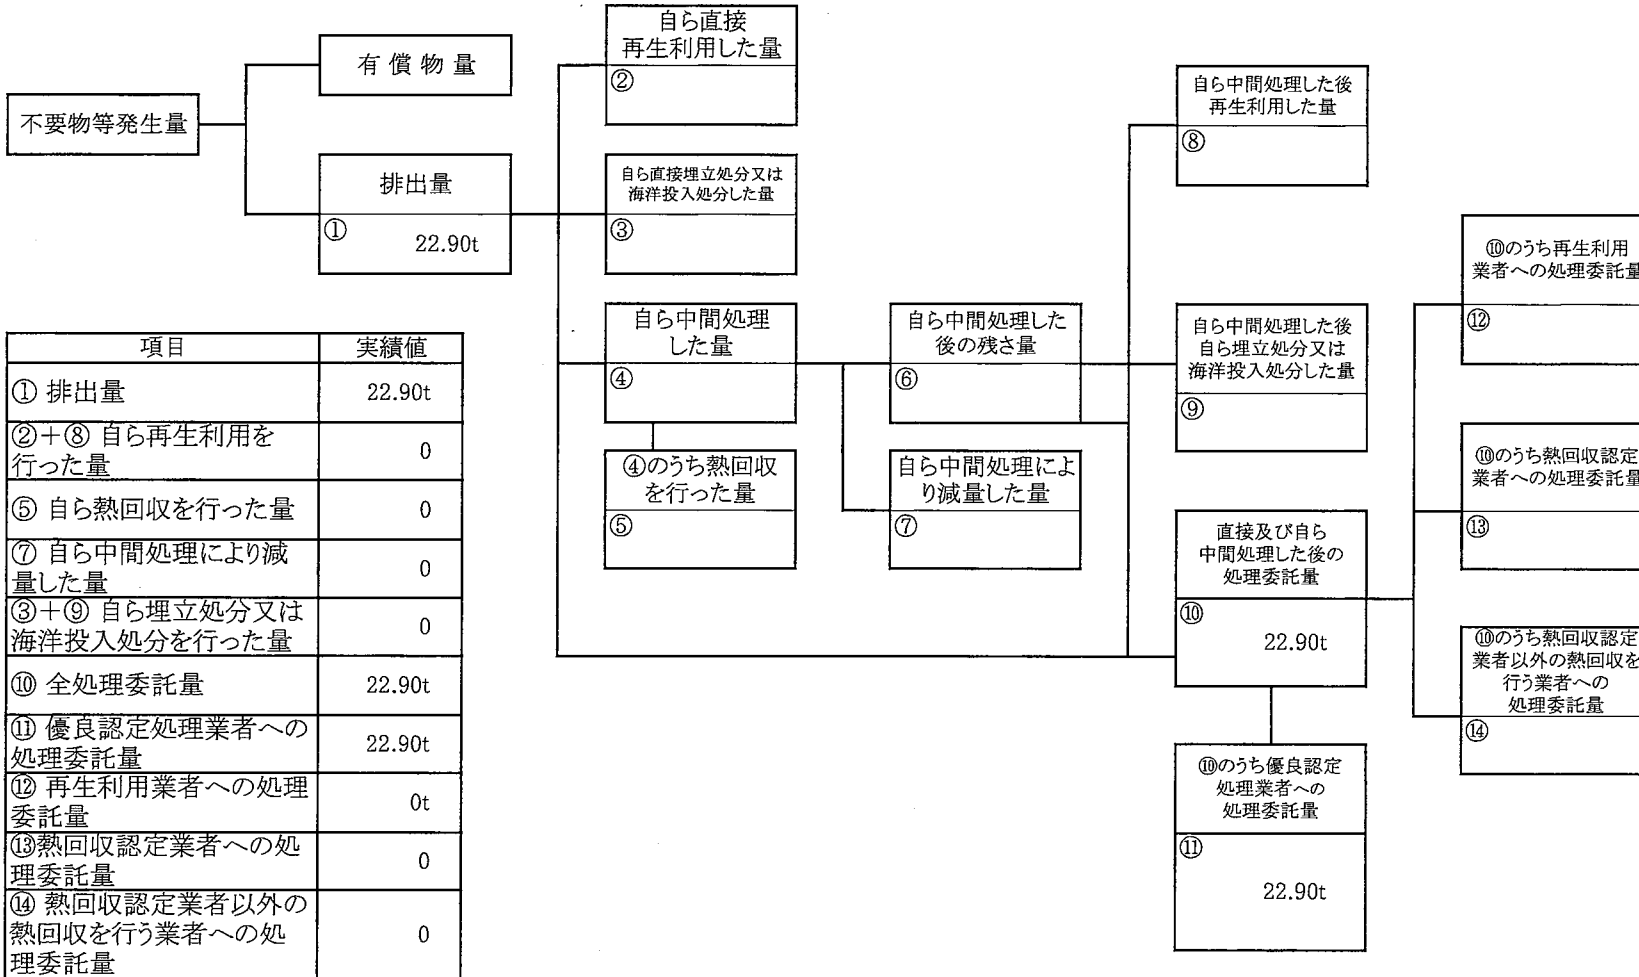 不要物等発生量
有償物量
排出量
①
22.90t
自ら直接
再生利用した量
②
自ら直接埋立処分又は
海洋投入処分した量
③
自ら中間処理
した量
④
④のうち熱回収
を行った量
⑤
自ら中間処理した
後の残さ量
⑥
自ら中間処理によ
り減量した量
⑦
自ら中間処理した後
再生利用した量
⑧
自ら中間処理した後
自ら埋立処分又は
海洋投入処分した量
⑨
直接及び自ら
中間処理した後の
処理委託量
⑩
22.90t
⑩のうち優良認定
処理業者への
処理委託量
⑪
22.90t
⑩のうち再生利用
業者への処理委託量
⑫
⑩のうち熱回収認定
業者への処理委託量
⑬
⑩のうち熱回収認定
業者以外の熱回収を
行う業者への
処理委託量
⑭
項目 実績値
① 排出量 22.90t
②+⑧ 自ら再生利用を
行った量 0
⑤ 自ら熱回収を行った量 0
⑦ 自ら中間処理により減
量した量 0
③+⑨ 自ら埋立処分又は
海洋投入処分を行った量 0
⑩ 全処理委託量 22.90t
⑪ 優良認定処理業者への
処理委託量 22.90t
⑫ 再生利用業者への処理
委託量 0t
⑬熱回収認定業者への処
理委託量 0
⑭ 熱回収認定業者以外の
熱回収を行う業者への処
理委託量 0